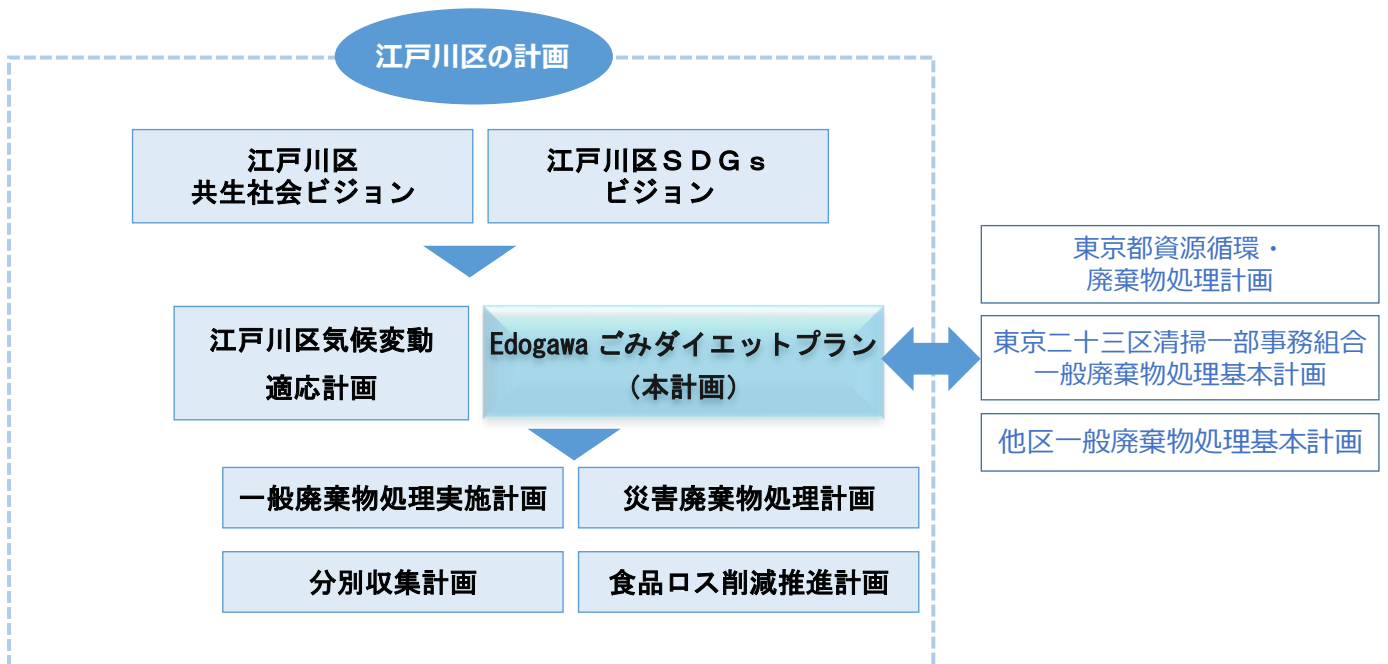 江戸川区の計画
江戸川区
共生社会ビジョン
江戸川区ＳＤＧｓ
ビジョン
江戸川区気候変動
適応計画
Edogawa ごみダイエットプラン
（本計画）
東京都資源循環・
廃棄物処理計画
東京二十三区清掃一部事務組合
一般廃棄物処理基本計画
他区一般廃棄物処理基本計画
一般廃棄物処理実施計画
災害廃棄物処理計画
分別収集計画
食品ロス削減推進計画